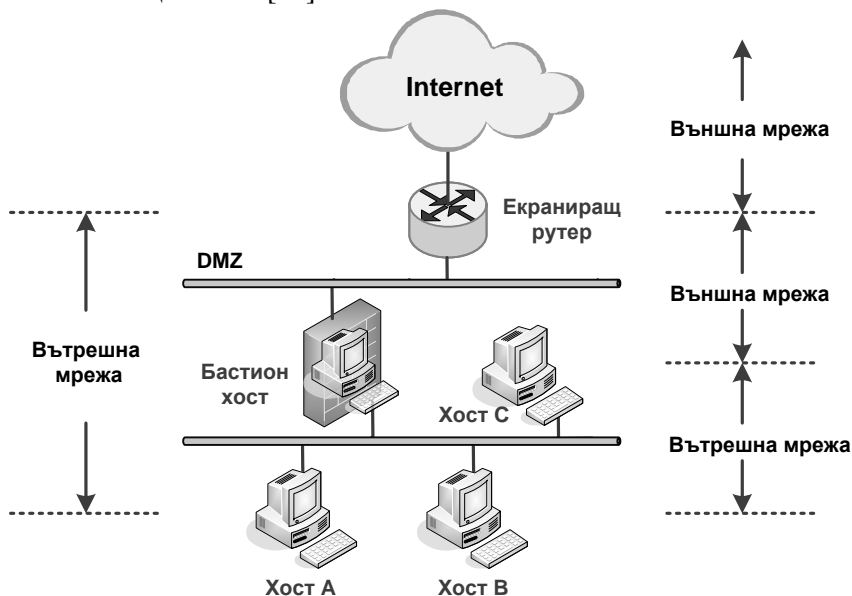 Internet
Външна мрежа
Екраниращ
рутер
DMZ
Външна мрежа
Вътрешна
мрежа
Бастион
хост
Хост C
Вътрешна мрежа
Хост A
Хост B